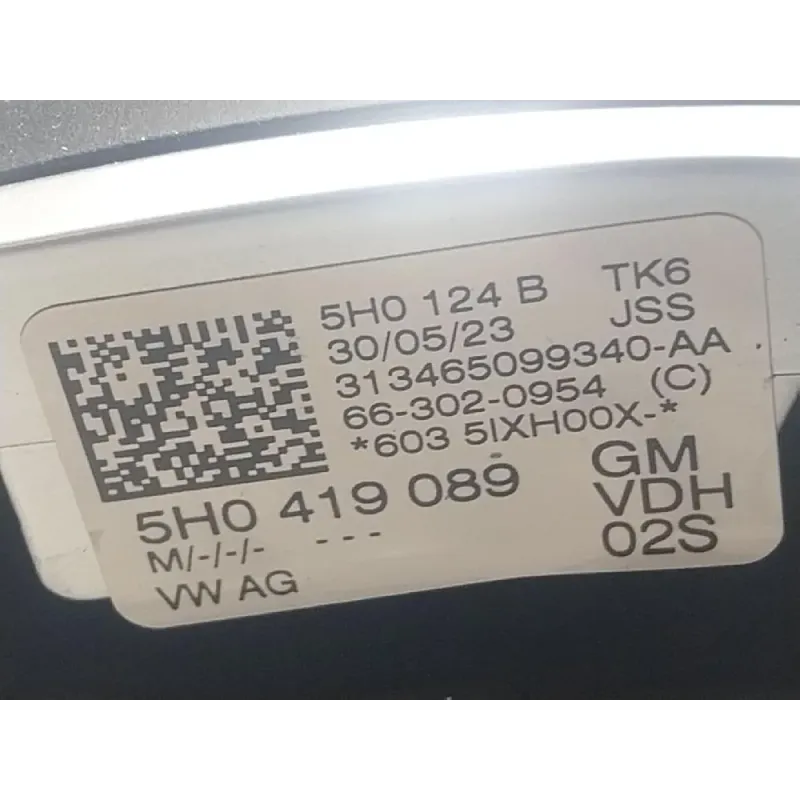 5H0 124 B TK6
30/05/23 JSS
313465099340-AA
66-302-0954 (C)
*603 5IXH00X-*
5H0 419 089 GM
M/-/-/- - - - VDH
VW AG 02S